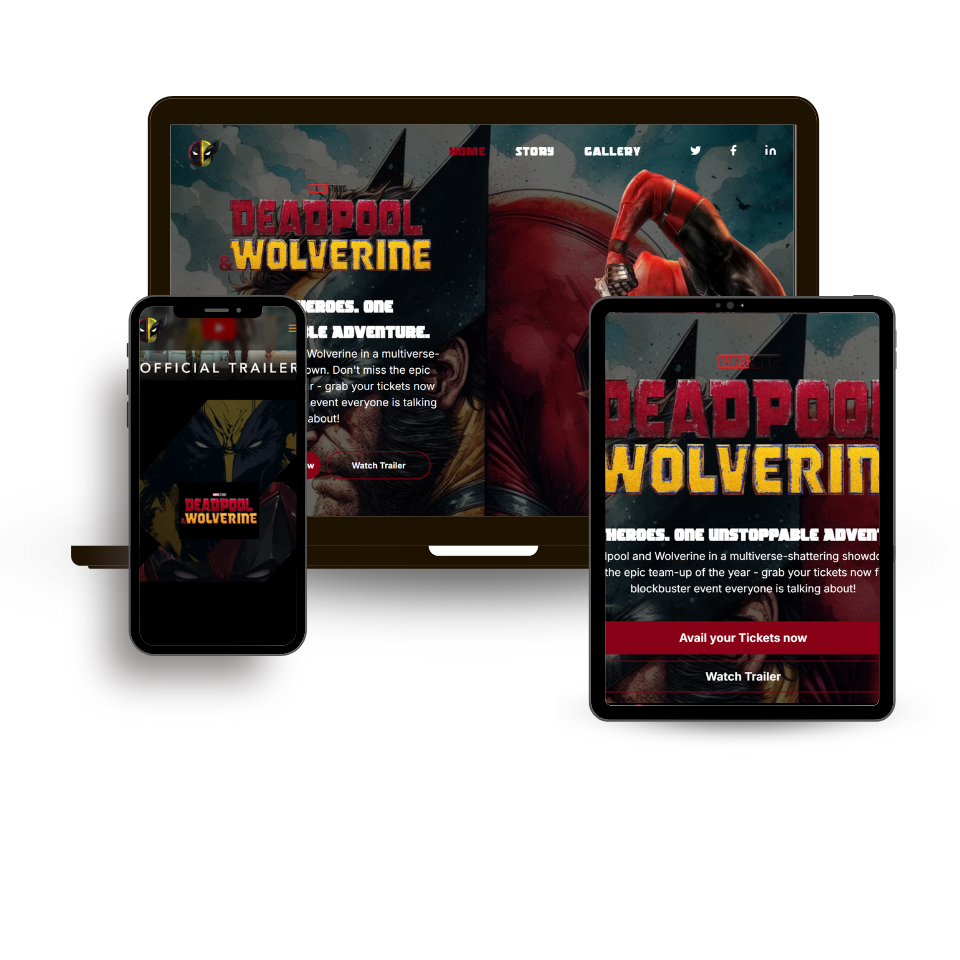 HOME STORY GALLERY
DEADPOOL
& WOLVERINE
HEROES. ONE
LE ADVENTURE.
Wolverine in a multiverse-
own. Don't miss the epic
r - grab your tickets now
event everyone is talking
about!
w Watch Trailer
OFFICIAL TRAILER
DEADPOOL
& WOLVERINE
DEADPOOL
WOLVERIN
HEROES. ONE UNSTOPPABLE ADVENT
lpool and Wolverine in a multiverse-shattering showdo
the epic team-up of the year - grab your tickets now f
blockbuster event everyone is talking about!
Avail your Tickets now
Watch Trailer